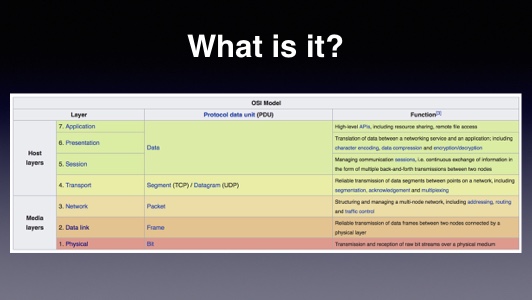 What is it?
OSI Model
Layer Protocol data unit (PDU) Function[3]
Host
layers
7. Application
Data
High-level APIs, including resource sharing, remote file access
6. Presentation
Translation of data between a networking service and an application; including
character encoding, data compression and encryption/decryption
5. Session
Managing communication sessions, i.e. continuous exchange of information in
the form of multiple back-and-forth transmissions between two nodes
4. Transport
Segment (TCP) / Datagram (UDP)
Reliable transmission of data segments between points on a network, including
segmentation, acknowledgement and multiplexing
Media
layers
3. Network
Packet
Structuring and managing a multi-node network, including addressing, routing
and traffic control
2. Data link
Frame
Reliable transmission of data frames between two nodes connected by a
physical layer
1. Physical
Bit
Transmission and reception of raw bit streams over a physical medium